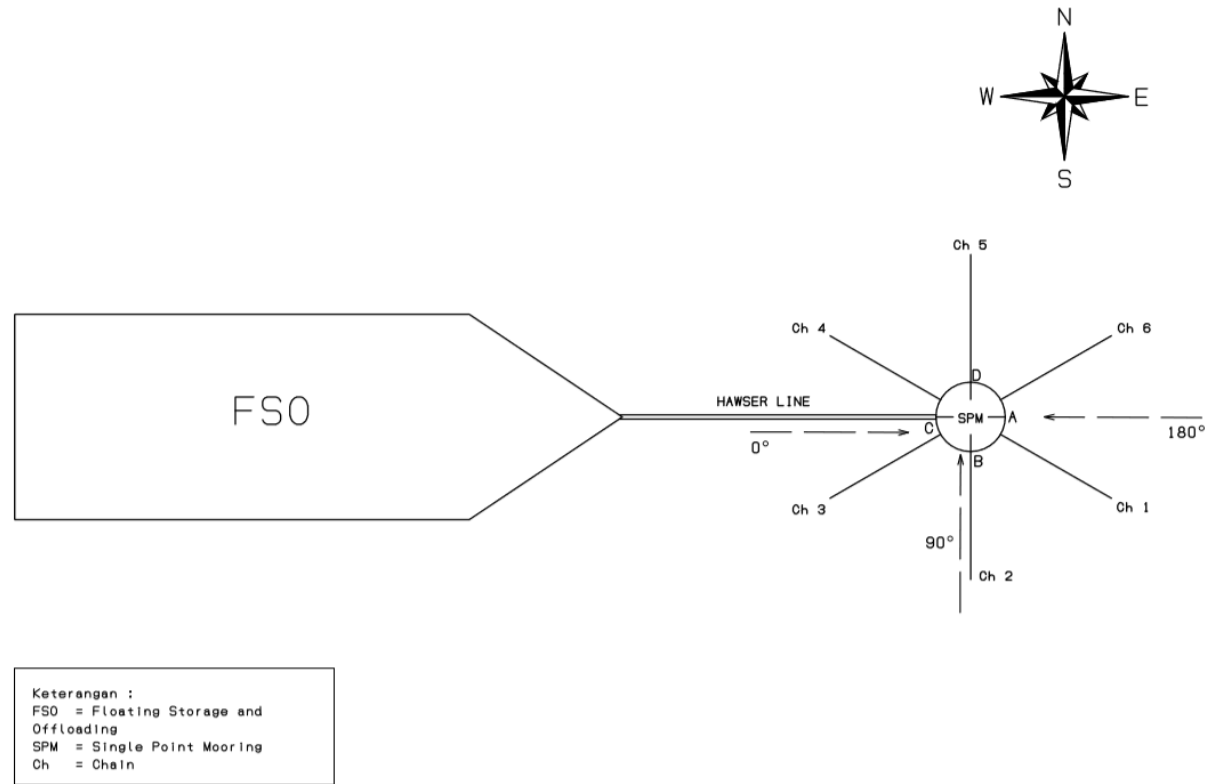 N
W E
S
Ch 5
Ch 4 Ch 6
D
FSO
HAWSER LINE
SPM A
C
0°
180°
B
Ch 3 Ch 1
90°
Ch 2
Keterangan :
FSO = Floating Storage and
Offloading
SPM = Single Point Mooring
Ch = Chain